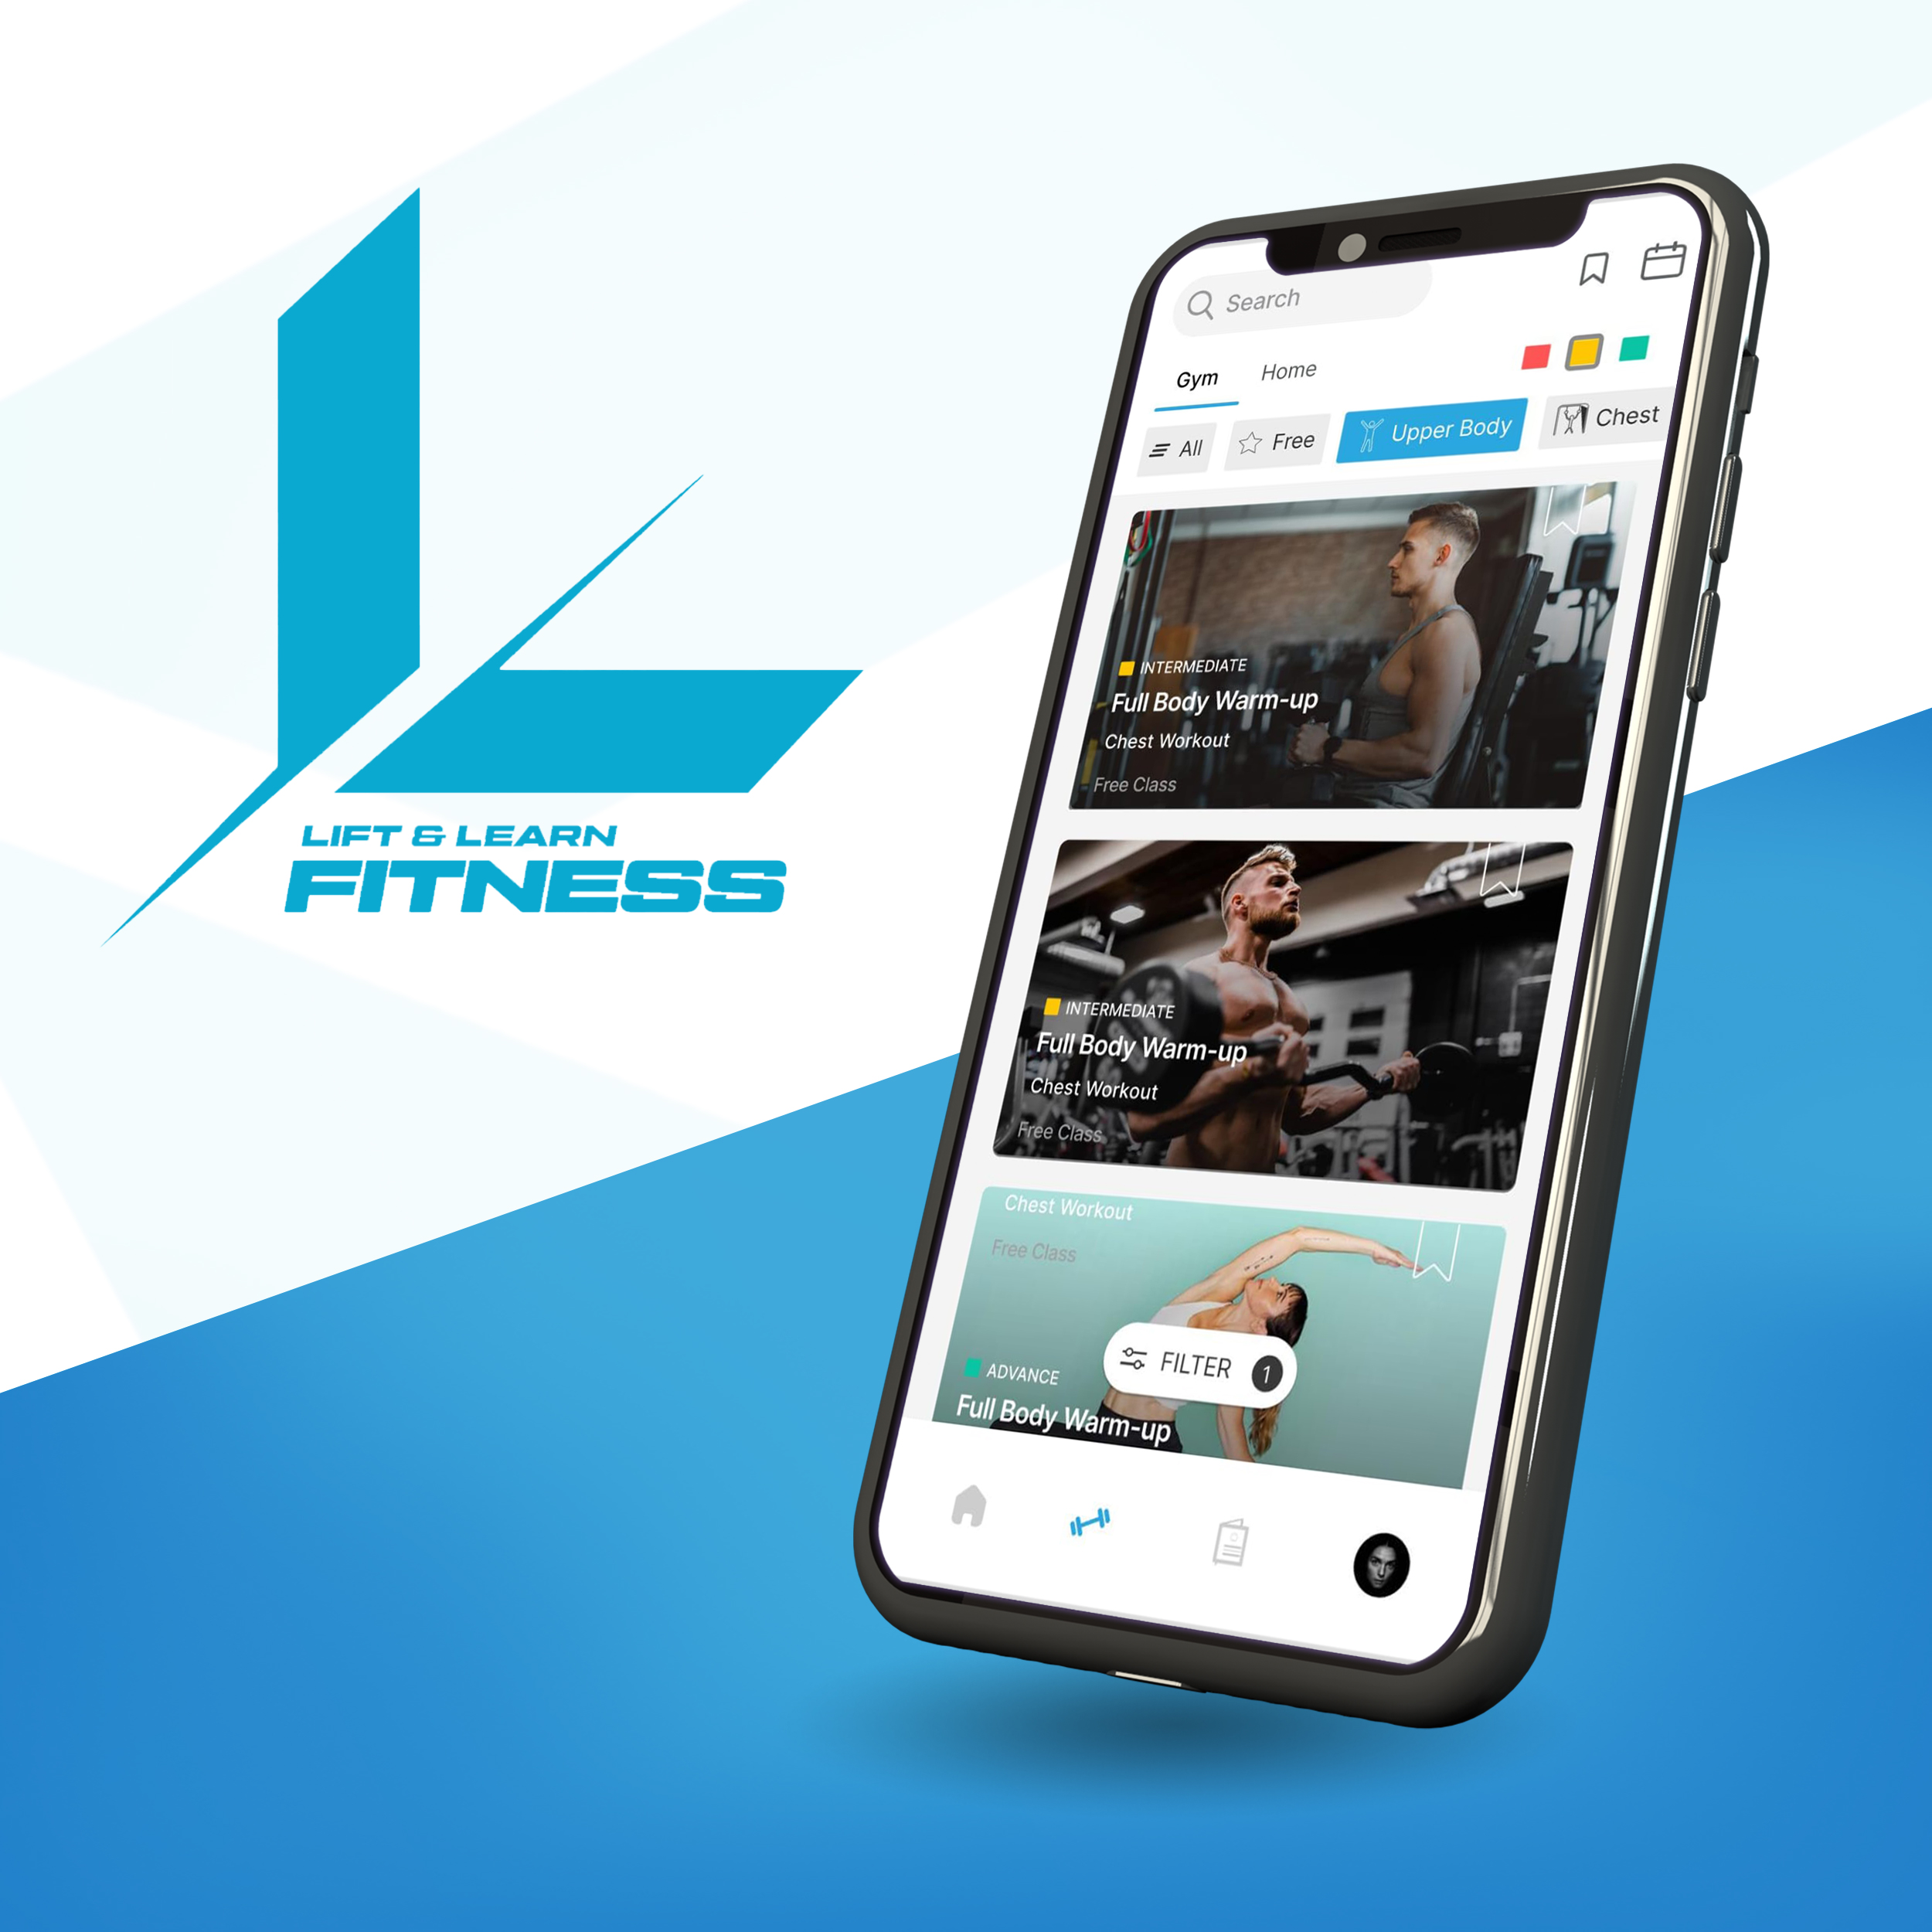 LIFT & LEARN
FITNESS
Search
Gym Home
All Free Upper Body Chest
INTERMEDIATE
Full Body Warm-up
Chest Workout
Free Class
INTERMEDIATE
Full Body Warm-up
Chest Workout
Free Class
Chest Workout
Free Class
FILTER 1
ADVANCE
Full Body Warm-up